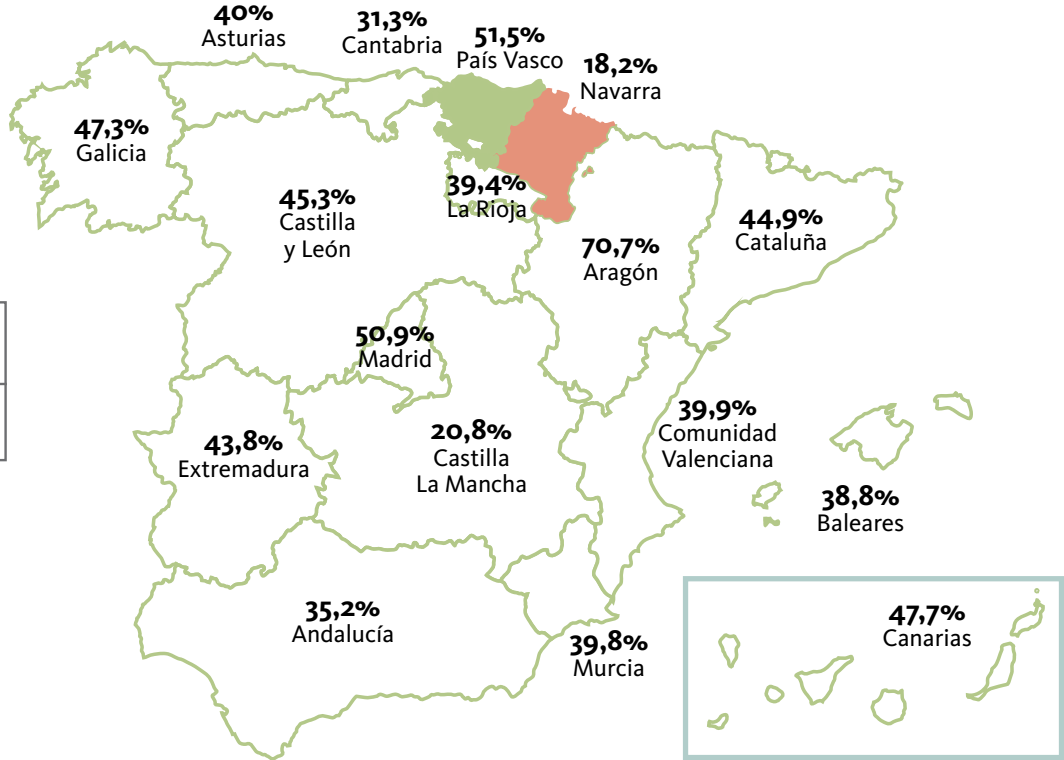 40%
Asturias
31,3%
Cantabria
51,5%
País Vasco
18,2%
Navarra
47,3%
Galicia
45,3%
Castilla
y León
39,4%
La Rioja
70,7%
Aragón
44,9%
Cataluña
50,9%
Madrid
43,8%
Extremadura
20,8%
Castilla
La Mancha
39,9%
Comunidad
Valenciana
38,8%
Baleares
35,2%
Andalucía
39,8%
Murcia
47,7%
Canarias